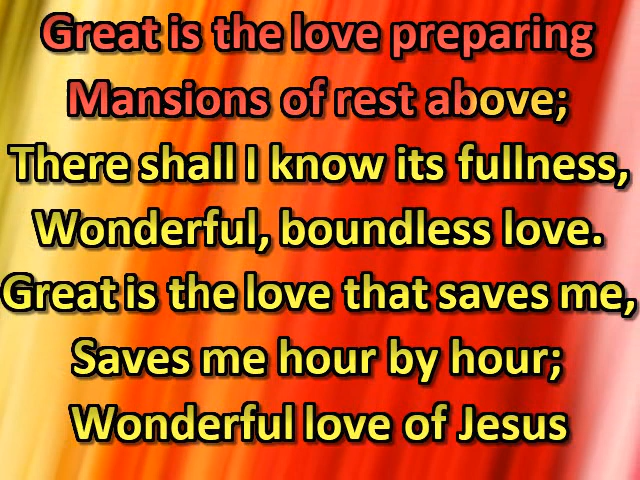 Great is the love preparing
Mansions of rest above;
There shall I know its fullness,
Wonderful, boundless love.
Great is the love that saves me,
Saves me hour by hour;
Wonderful love of Jesus